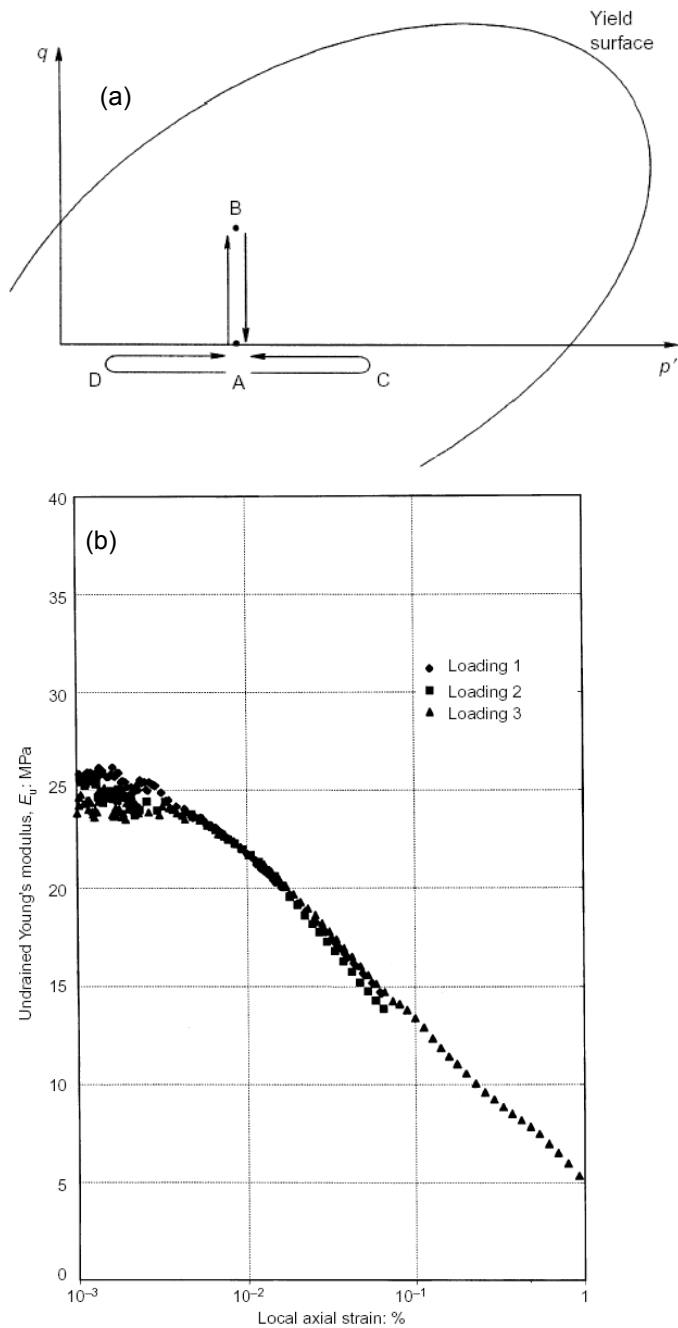 Yield
surface
q
(a)
B
D
A
C
p′
40
(b)
35
Loading 1
30
Loading 2
Loading 3
25
20
15
10
5
0
Undrained Young's modulus, Eu: MPa
10⁻³
10⁻²
10⁻¹
1
Local axial strain: %